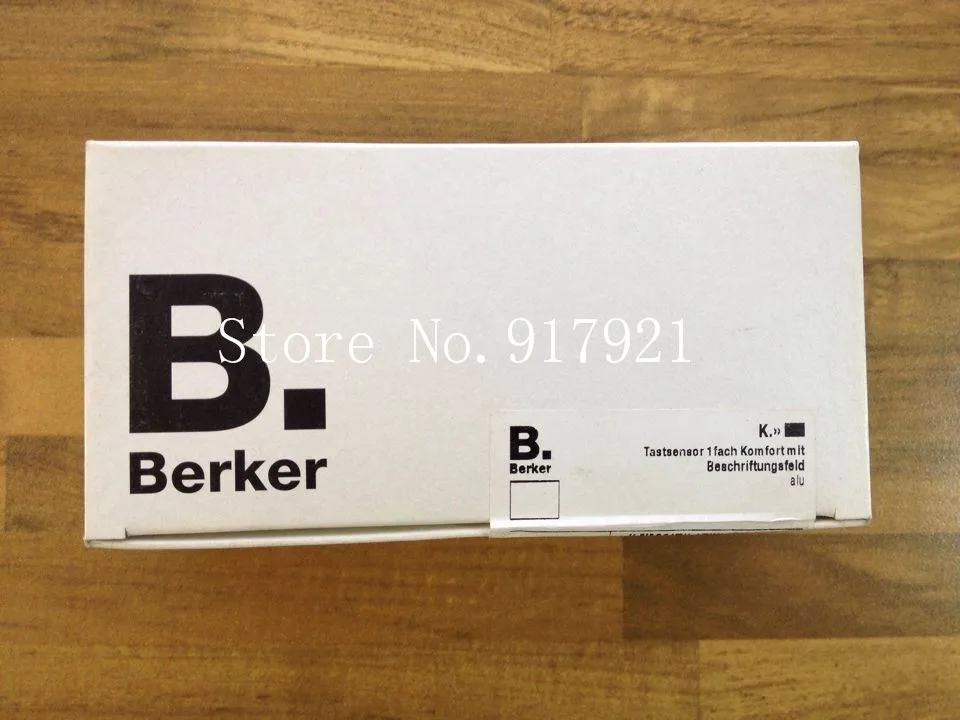 B.
Berker
Store No. 917921
B.
Berker
K.»
Tastsensor 1fach Komfort mit
Beschriftungsfeld
alu